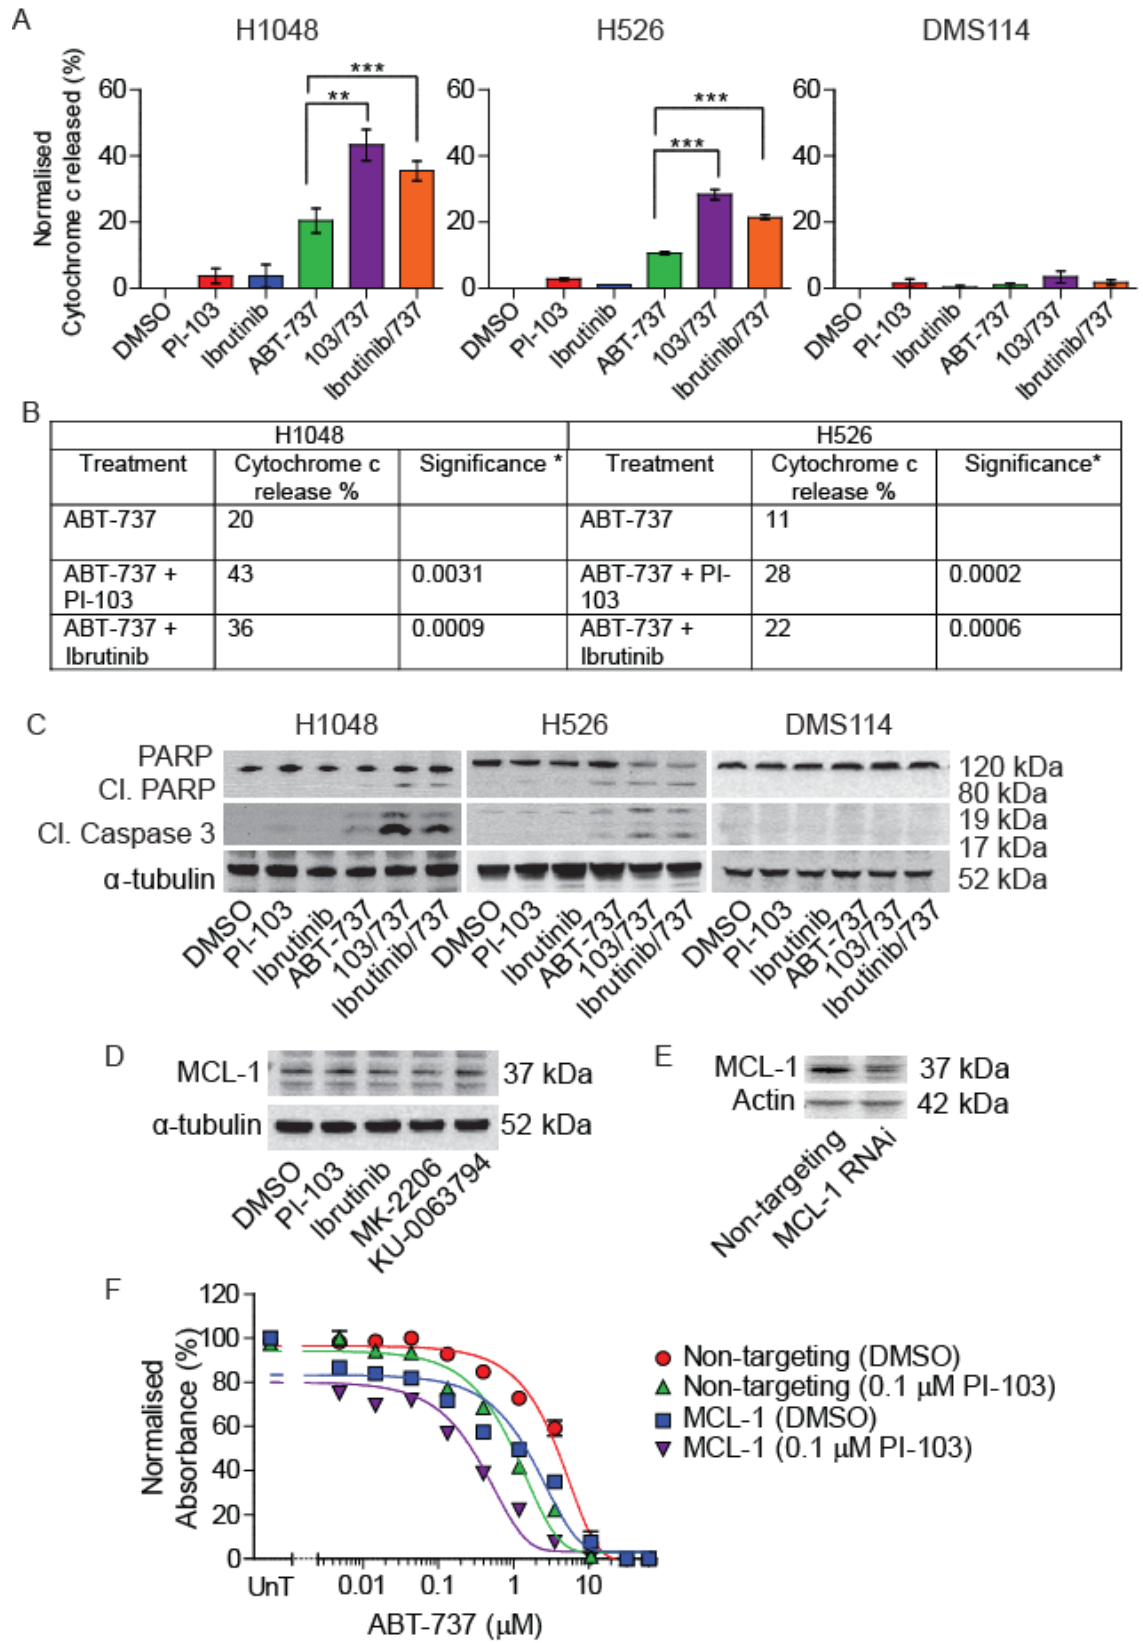 A
H1048
H526
DMS114
Normalised
Cytochrome c released (%)
60
40
20
0
***
**
60
40
20
0
***
***
60
40
20
0
DMSO
PI-103
Ibrutinib
ABT-737
103/737
Ibrutinib/737
DMSO
PI-103
Ibrutinib
ABT-737
103/737
Ibrutinib/737
DMSO
PI-103
Ibrutinib
ABT-737
103/737
Ibrutinib/737
B
H1048 H526
Treatment Cytochrome c release % Significance * Treatment Cytochrome c release % Significance*
ABT-737 20 ABT-737 11
ABT-737 + PI-103 43 0.0031 ABT-737 + PI-103 28 0.0002
ABT-737 + Ibrutinib 36 0.0009 ABT-737 + Ibrutinib 22 0.0006
C
H1048
H526
DMS114
PARP
Cl. PARP
Cl. Caspase 3
α-tubulin
120 kDa
80 kDa
19 kDa
17 kDa
52 kDa
DMSO
PI-103
Ibrutinib
ABT-737
103/737
Ibrutinib/737
DMSO
PI-103
Ibrutinib
ABT-737
103/737
Ibrutinib/737
DMSO
PI-103
Ibrutinib
ABT-737
103/737
Ibrutinib/737
D
MCL-1 37 kDa
α-tubulin 52 kDa
DMSO
PI-103
Ibrutinib
MK-2206
KU-0063794
E
MCL-1 37 kDa
Actin 42 kDa
Non-targeting
MCL-1 RNAi
F
Normalised
Absorbance (%)
120
100
80
60
40
20
0
UnT 0.01 0.1 1 10
ABT-737 (μM)
Non-targeting (DMSO)
Non-targeting (0.1 μM PI-103)
MCL-1 (DMSO)
MCL-1 (0.1 μM PI-103)